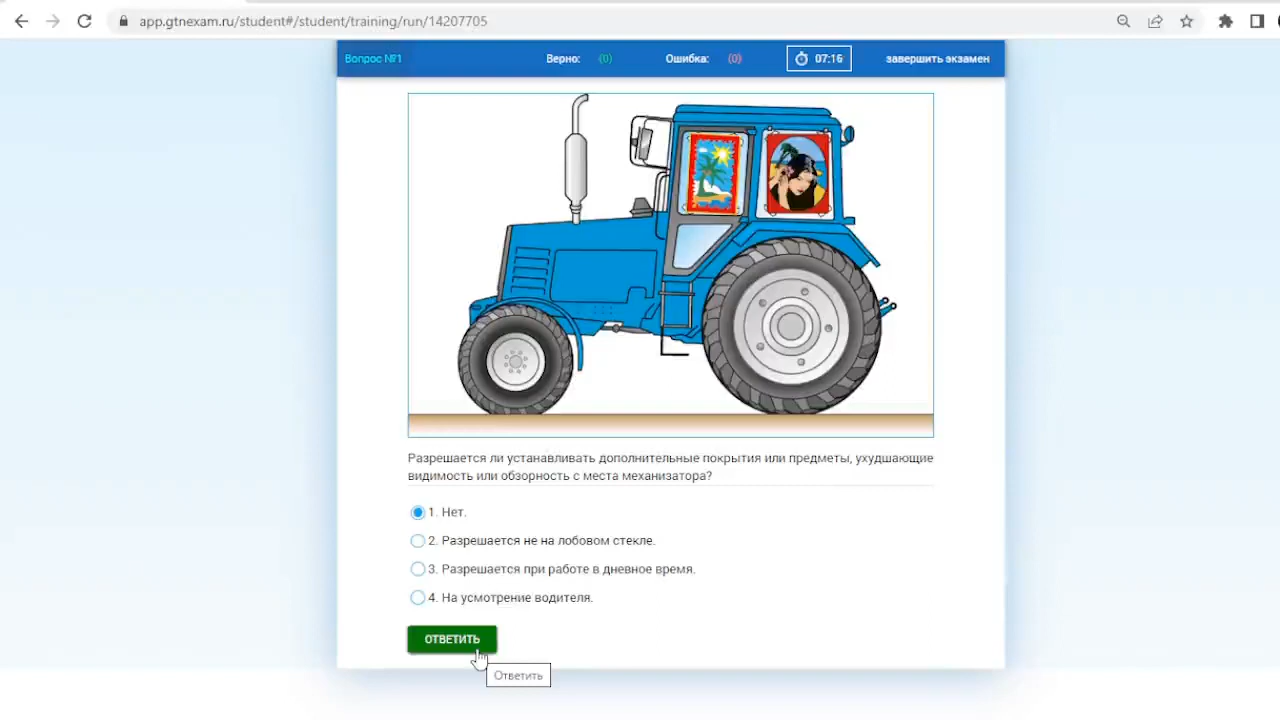 app.gtnexam.ru/student#/student/training/run/14207705
Вопрос №1 Верно: (0) Ошибка: (0) 07:16 завершить экзамен
Разрешается ли устанавливать дополнительные покрытия или предметы, ухудшающие
видимость или обзорность с места механизатора?
1. Нет.
2. Разрешается не на лобовом стекле.
3. Разрешается при работе в дневное время.
4. На усмотрение водителя.
ОТВЕТИТЬ
Ответить